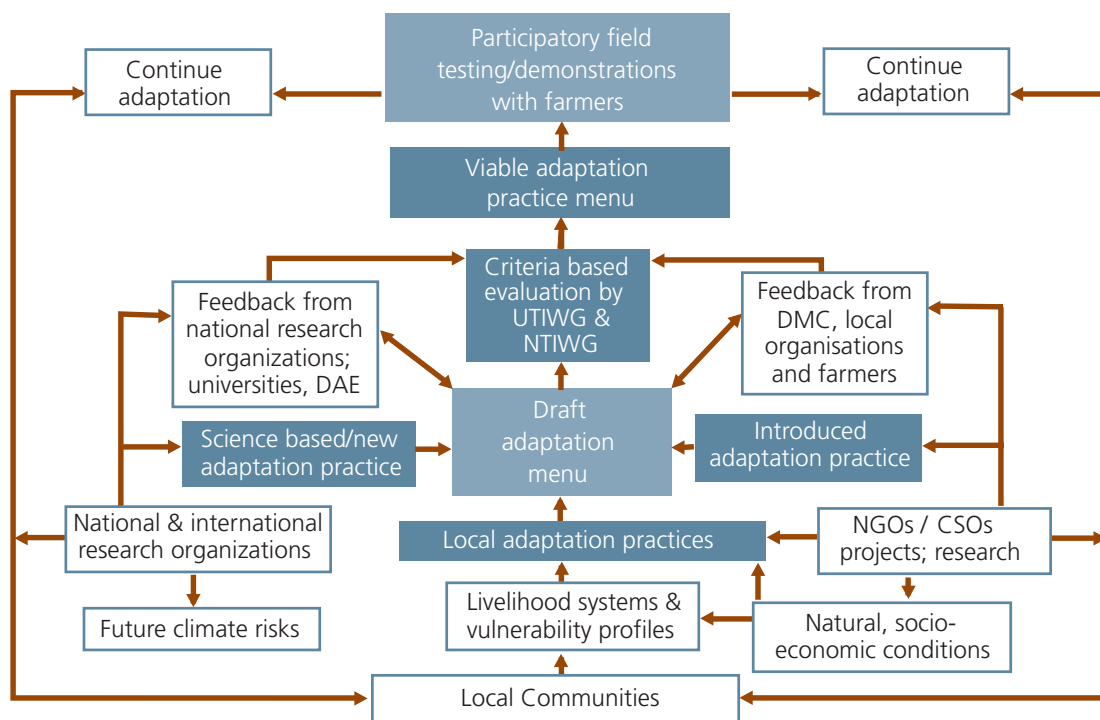 Participatory field
testing/demonstrations
with farmers
Continue
adaptation
Continue
adaptation
Viable adaptation
practice menu
Criteria based
evaluation by
UTIWG &
NTIWG
Feedback from
national research
organizations;
universities, DAE
Feedback from
DMC, local
organisations
and farmers
Draft
adaptation
menu
Science based/new
adaptation practice
Introduced
adaptation practice
National & international
research organizations
Local adaptation practices
NGOs / CSOs
projects; research
Future climate risks
Livelihood systems &
vulnerability profiles
Natural, socio-
economic conditions
Local Communities